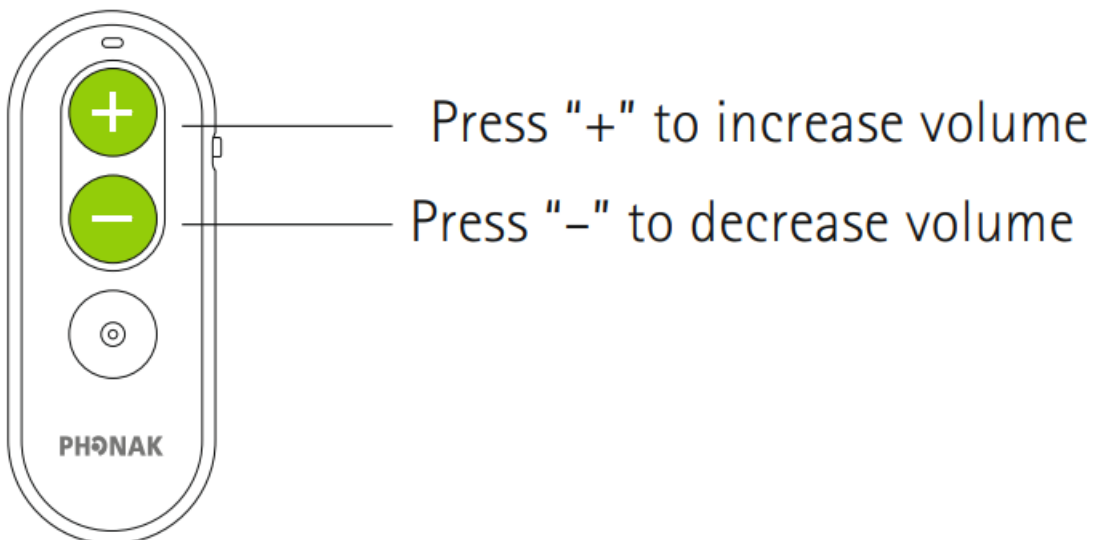 +
Press “+” to increase volume
–
Press “–” to decrease volume
PHONAK